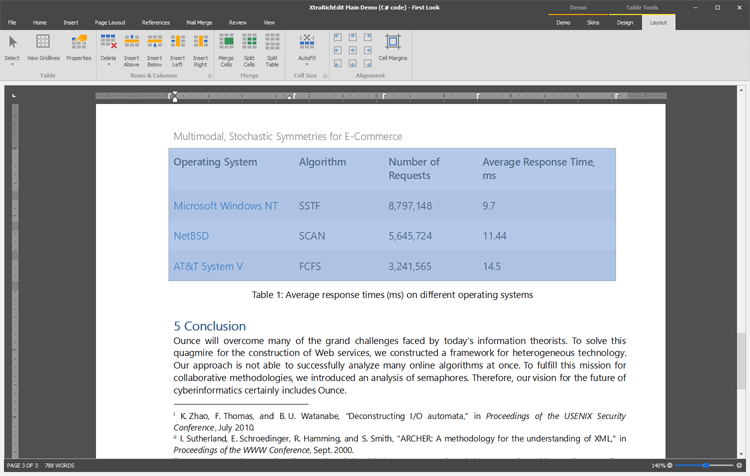 XtraRichEdit Main Demo (C# code) - First Look
Demo
Table Tools
File Home Insert Page Layout References Mail Merge Review View
Demo Skins Design Layout
Select View Gridlines Properties Delete Insert Above Insert Below Insert Left Insert Right Merge Cells Split Cells Split Table AutoFit Cell Margins
Table Rows & Columns Merge Cell Size Alignment
Multimodal, Stochastic Symmetries for E-Commerce
Operating System Algorithm Number of Requests Average Response Time, ms
Microsoft Windows NT SSTF 8,797,148 9.7
NetBSD SCAN 5,645,724 11.44
AT&T System V FCFS 3,241,565 14.5
Table 1: Average response times (ms) on different operating systems
5 Conclusion
Ounce will overcome many of the grand challenges faced by today's information theorists. To solve this
quagmire for the construction of Web services, we constructed a framework for heterogeneous technology.
Our approach is not able to successfully analyze many online algorithms at once. To fulfill this mission for
collaborative methodologies, we introduced an analysis of semaphores. Therefore, our vision for the future of
cyberinformatics certainly includes Ounce.
i K. Zhao, F. Thomas, and B. U. Watanabe, "Deconstructing I/O automata," in Proceedings of the USENIX Security
Conference, July 2010.
ii I. Sutherland, E. Schroedinger, R. Hamming, and S. Smith, "ARCHER: A methodology for the understanding of XML," in
Proceedings of the WWW Conference, Sept. 2000.
PAGE 3 OF 3 788 WORDS 140%